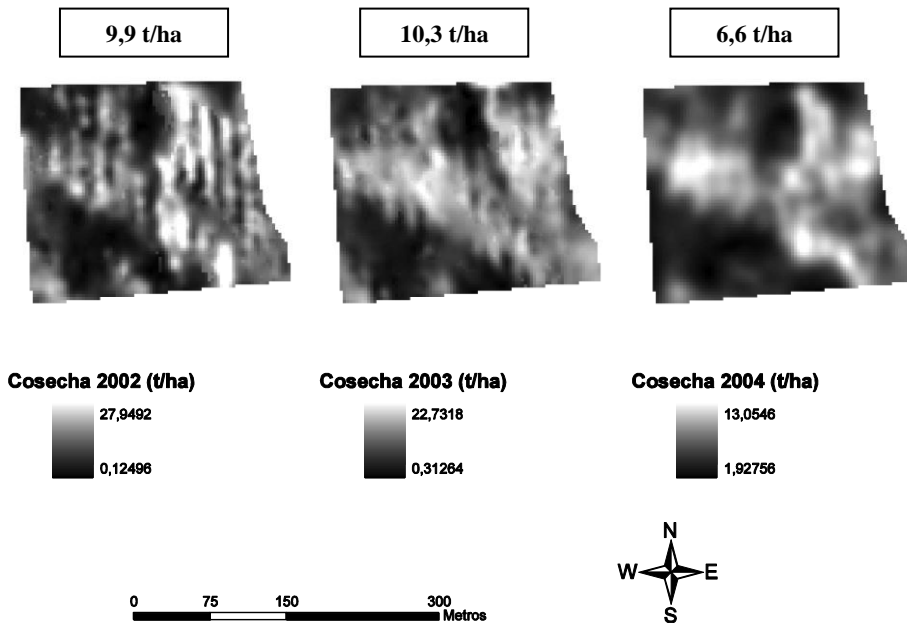 9,9 t/ha
10,3 t/ha
6,6 t/ha
Cosecha 2002 (t/ha)
27,9492
0,12496
Cosecha 2003 (t/ha)
22,7318
0,31264
Cosecha 2004 (t/ha)
13,0546
1,92756
N
W E
S
0 75 150 300
Metros